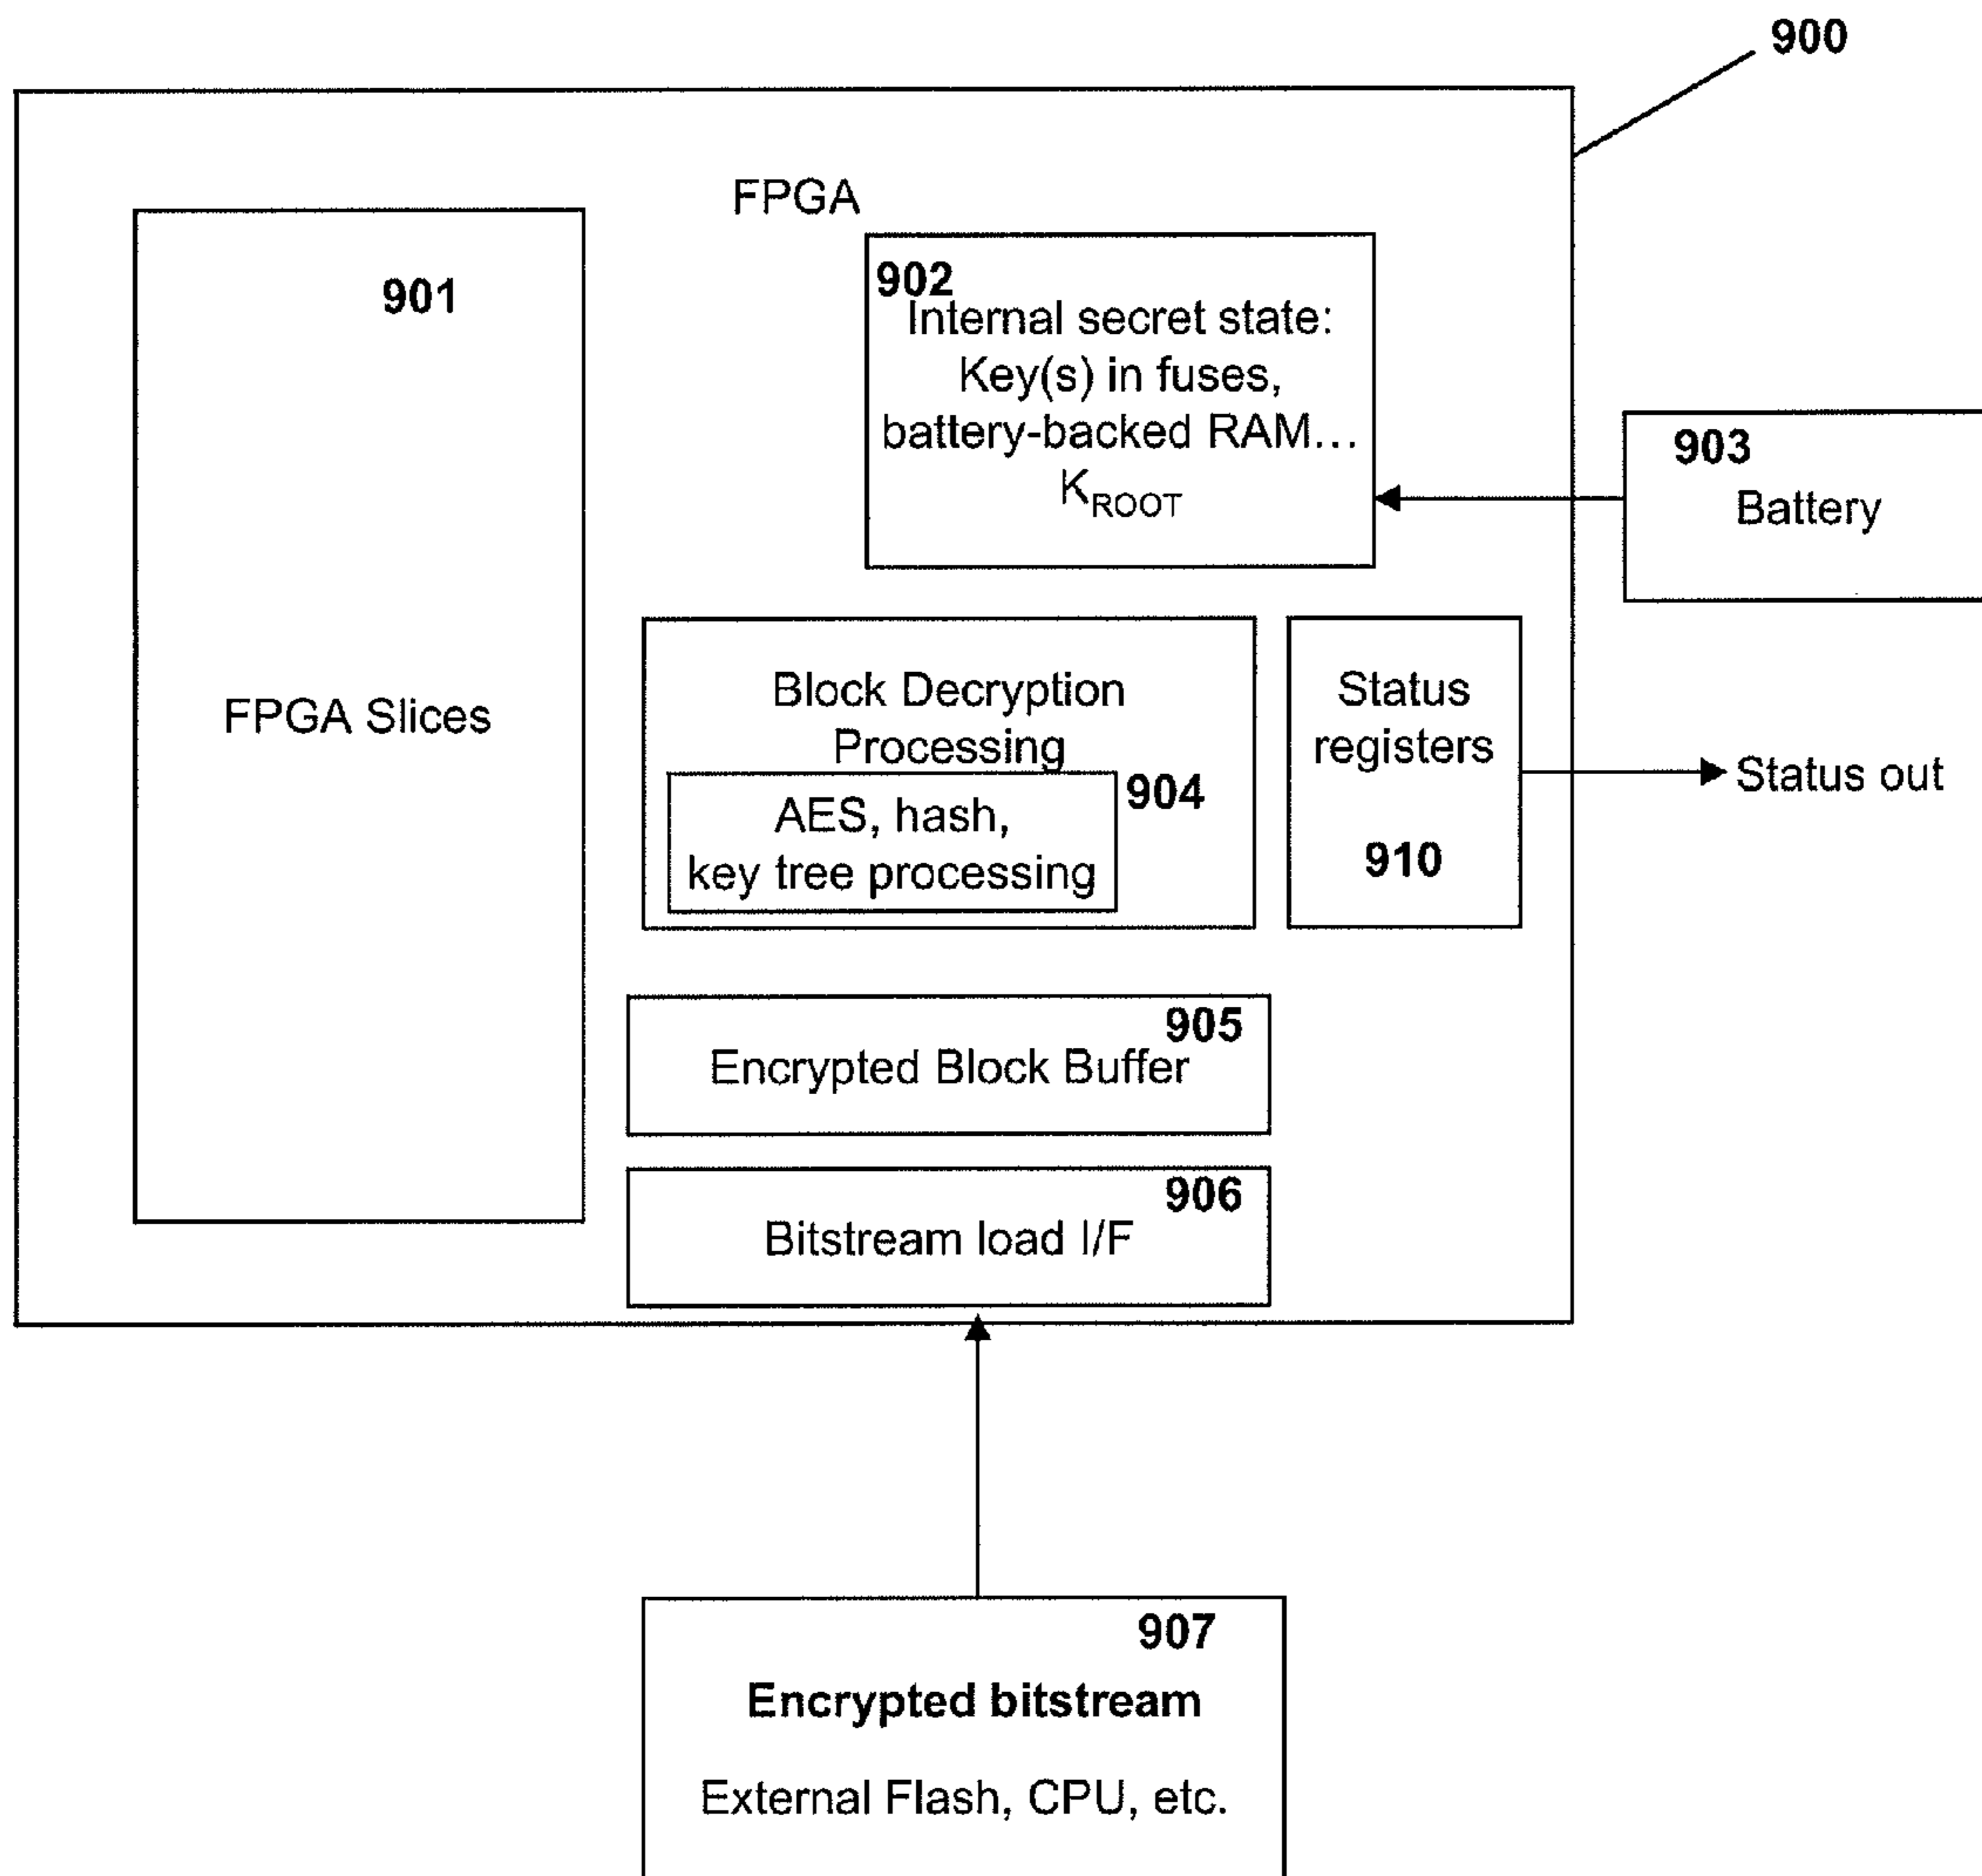 900
FPGA
901
FPGA Slices
902
Internal secret state:
Key(s) in fuses,
battery-backed RAM...
K_ROOT
903
Battery
Block Decryption
Processing
904
AES, hash,
key tree processing
Status
registers
910
Status out
905
Encrypted Block Buffer
906
Bitstream load I/F
907
Encrypted bitstream
External Flash, CPU, etc.